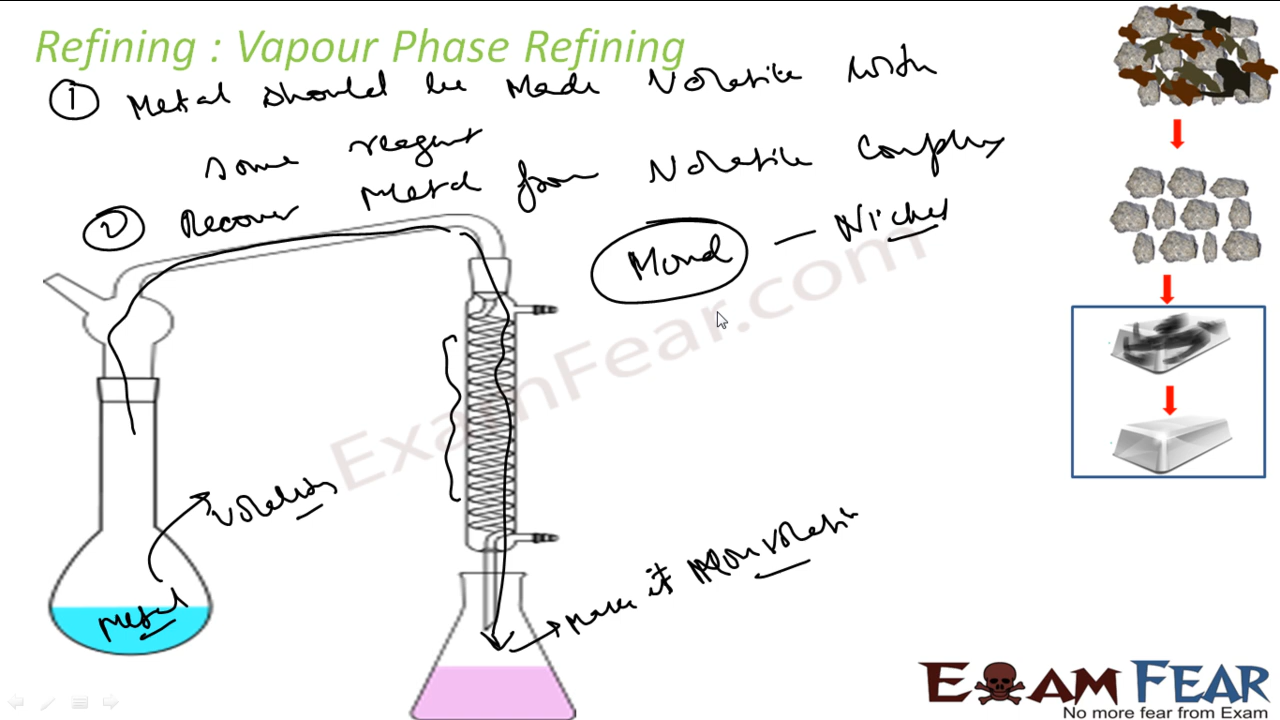 Refining : Vapour Phase Refining
① Metal should be Made Volatile with
some reagent
② Recover Metal from Volatile Complex
Mond — Nickel
ExamFear.com
Volatile
Metal
Make it Nonvolatile
EXAM FEAR
No more fear from Exam